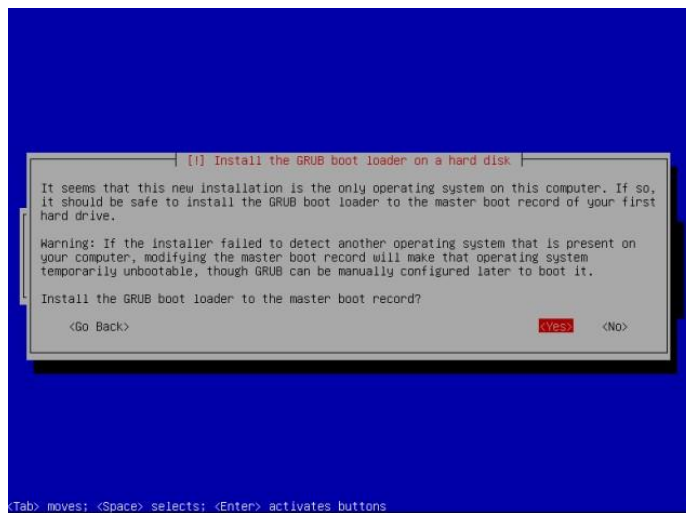 [!] Install the GRUB boot loader on a hard disk
It seems that this new installation is the only operating system on this computer. If so,
it should be safe to install the GRUB boot loader to the master boot record of your first
hard drive.
Warning: If the installer failed to detect another operating system that is present on
your computer, modifying the master boot record will make that operating system
temporarily unbootable, though GRUB can be manually configured later to boot it.
Install the GRUB boot loader to the master boot record?
<Go Back> <Yes> <No>
<Tab> moves; <Space> selects; <Enter> activates buttons